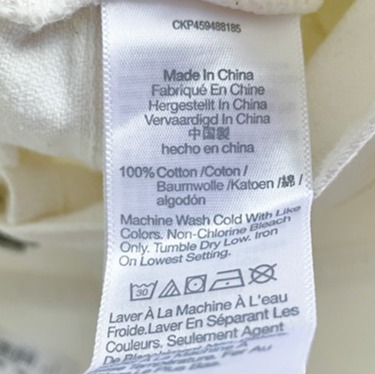 CKP459488185
Made In China
Fabriqué En Chine
Hergestellt In China
Vervaardigd In China
中国製
hecho en china
100% Cotton /Coton /
Baumwolle /Katoen /綿 /
algodón
Machine Wash Cold With Like
Colors. Non-Chlorine Bleach
Only. Tumble Dry Low. Iron
On Lowest Setting.
30
Laver À La Machine À L'eau
Froide.Laver En Séparant Les
Couleurs. Seulement Agent
De